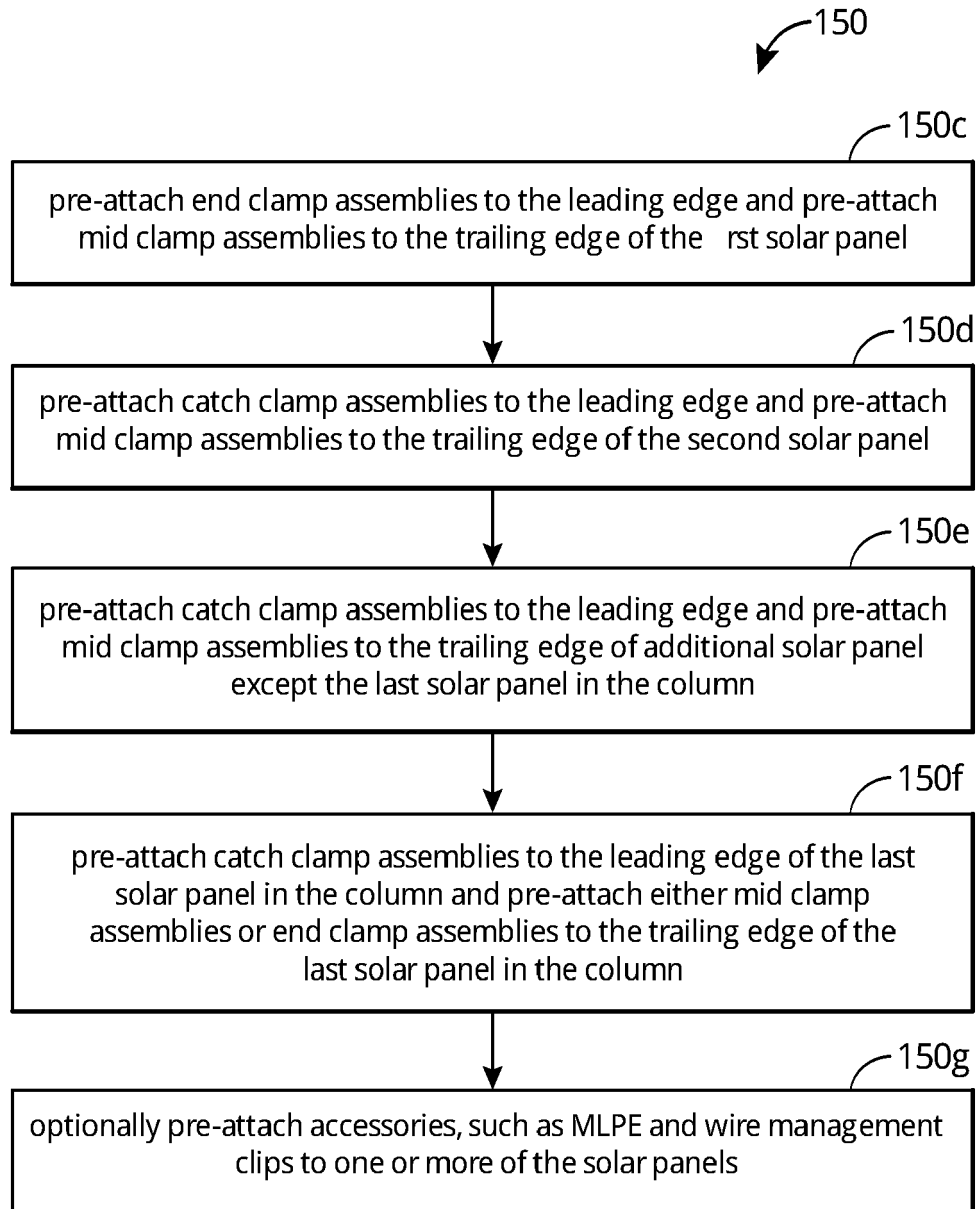 150
150c
pre-attach end clamp assemblies to the leading edge and pre-attach
mid clamp assemblies to the trailing edge of the rst solar panel
150d
pre-attach catch clamp assemblies to the leading edge and pre-attach
mid clamp assemblies to the trailing edge of the second solar panel
150e
pre-attach catch clamp assemblies to the leading edge and pre-attach
mid clamp assemblies to the trailing edge of additional solar panel
except the last solar panel in the column
150f
pre-attach catch clamp assemblies to the leading edge of the last
solar panel in the column and pre-attach either mid clamp
assemblies or end clamp assemblies to the trailing edge of the
last solar panel in the column
150g
optionally pre-attach accessories, such as MLPE and wire management
clips to one or more of the solar panels